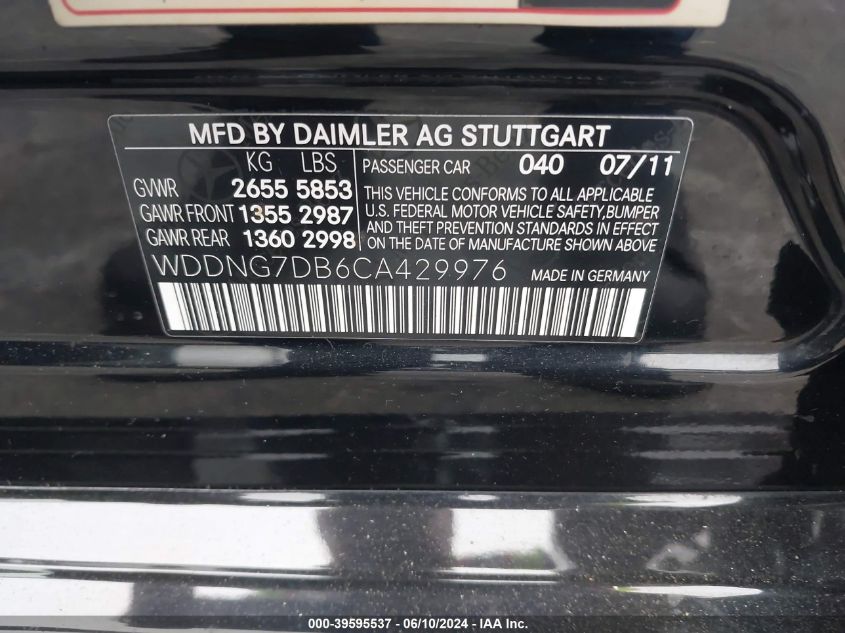 MFD BY DAIMLER AG STUTTGART
KG LBS
GVWR 2655 5853
GAWR FRONT 1355 2987
GAWR REAR 1360 2998
PASSENGER CAR 040 07/11
THIS VEHICLE CONFORMS TO ALL APPLICABLE
U.S. FEDERAL MOTOR VEHICLE SAFETY,BUMPER
AND THEFT PREVENTION STANDARDS IN EFFECT
ON THE DATE OF MANUFACTURE SHOWN ABOVE.
WDDNG7DB6CA429976 MADE IN GERMANY
000-39595537 - 06/10/2024 - IAA Inc.